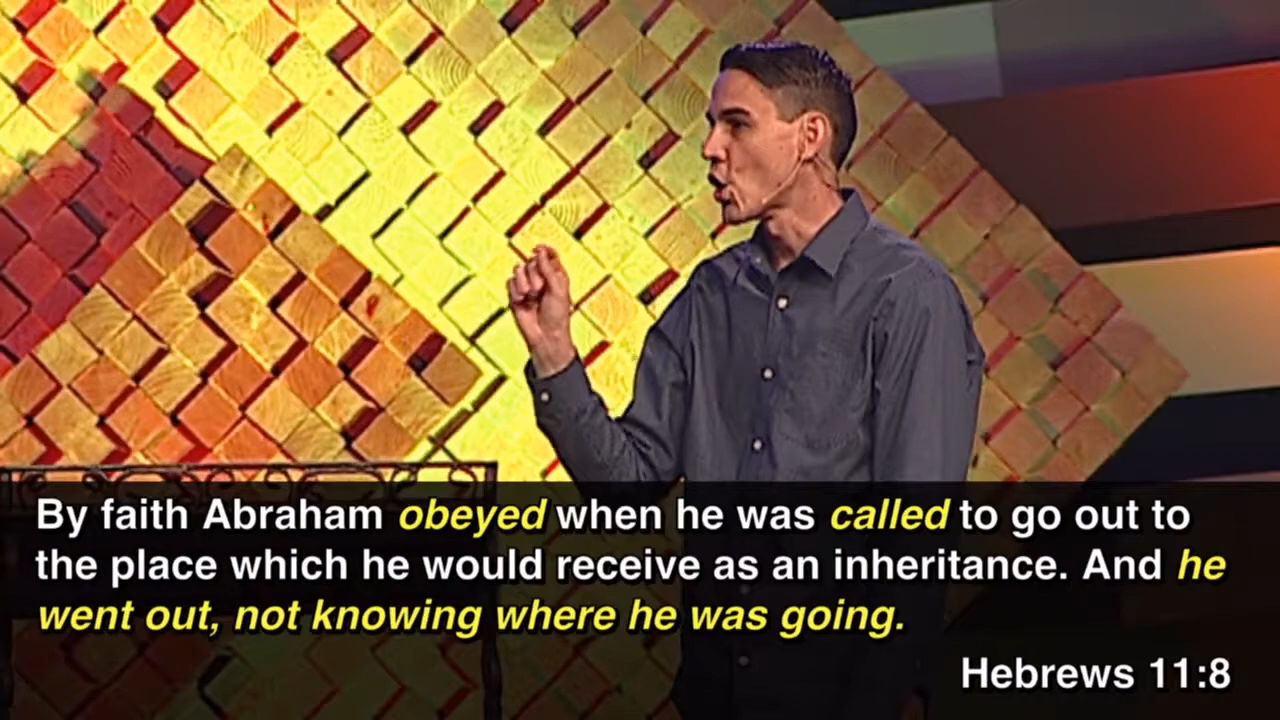 By faith Abraham obeyed when he was called to go out to
the place which he would receive as an inheritance. And he
went out, not knowing where he was going.
Hebrews 11:8